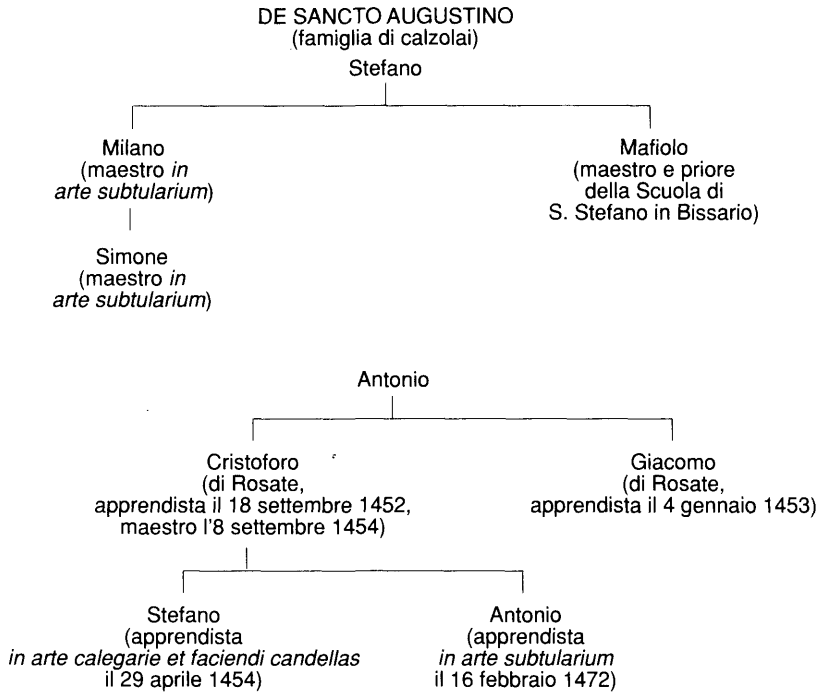 DE SANCTO AUGUSTINO
(famiglia di calzolai)
Stefano
Milano
(maestro in
arte subtularium)
Mafiolo
(maestro e priore
della Scuola di
S. Stefano in Bissario)
Simone
(maestro in
arte subtularium)
Antonio
Cristoforo
(di Rosate,
apprendista il 18 settembre 1452,
maestro l'8 settembre 1454)
Giacomo
(di Rosate,
apprendista il 4 gennaio 1453)
Stefano
(apprendista
in arte calegarie et faciendi candellas
il 29 aprile 1454)
Antonio
(apprendista
in arte subtularium
il 16 febbraio 1472)